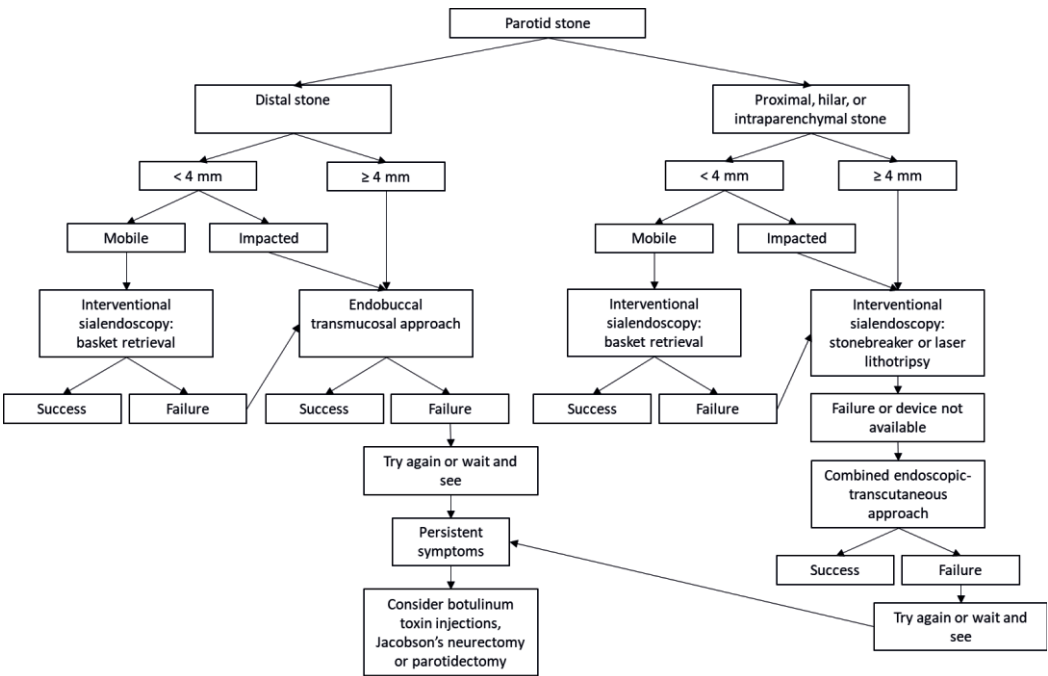 Parotid stone
Distal stone
Proximal, hilar, or
intraparenchymal stone
< 4 mm
≥ 4 mm
< 4 mm
≥ 4 mm
Mobile
Impacted
Mobile
Impacted
Interventional
sialendoscopy:
basket retrieval
Endobuccal
transmucosal approach
Interventional
sialendoscopy:
basket retrieval
Interventional
sialendoscopy:
stonebreaker or laser
lithotripsy
Success
Failure
Success
Failure
Success
Failure
Failure or device not
available
Try again or wait and
see
Combined endoscopic-
transcutaneous
approach
Persistent
symptoms
Success
Failure
Consider botulinum
toxin injections,
Jacobson's neurectomy
or parotidectomy
Try again or wait and
see